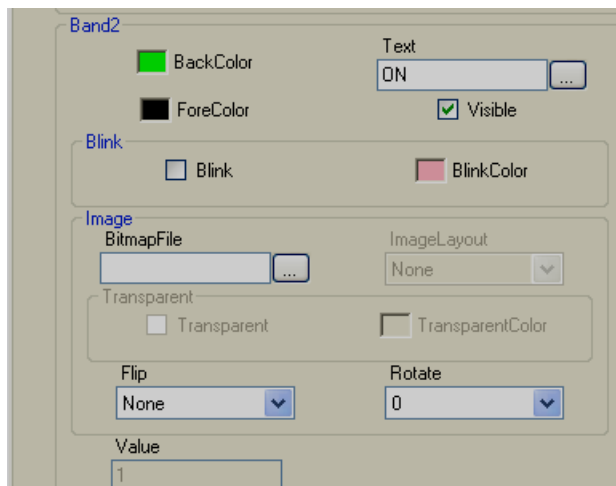 Band2
BackColor
Text
ON
...
ForeColor
Visible
Blink
Blink
BlinkColor
Image
BitmapFile
...
ImageLayout
None
Transparent
Transparent
TransparentColor
Flip
None
Rotate
0
Value
1